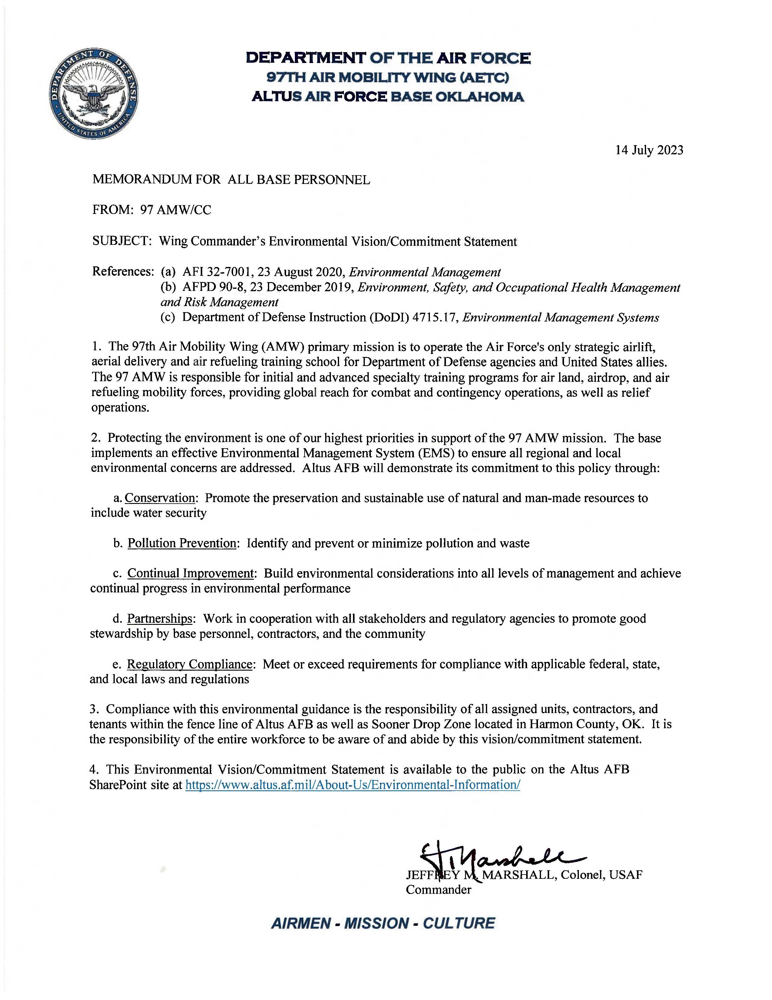 DEPARTMENT OF DEFENSE
UNITED STATES OF AMERICA
DEPARTMENT OF THE AIR FORCE
97TH AIR MOBILITY WING (AETC)
ALTUS AIR FORCE BASE OKLAHOMA
14 July 2023
MEMORANDUM FOR ALL BASE PERSONNEL
FROM: 97 AMW/CC
SUBJECT: Wing Commander's Environmental Vision/Commitment Statement
References: (a) AFI 32-7001, 23 August 2020, Environmental Management
(b) AFPD 90-8, 23 December 2019, Environment, Safety, and Occupational Health Management
and Risk Management
(c) Department of Defense Instruction (DoDI) 4715.17, Environmental Management Systems
1. The 97th Air Mobility Wing (AMW) primary mission is to operate the Air Force's only strategic airlift,
aerial delivery and air refueling training school for Department of Defense agencies and United States allies.
The 97 AMW is responsible for initial and advanced specialty training programs for air land, airdrop, and air
refueling mobility forces, providing global reach for combat and contingency operations, as well as relief
operations.
2. Protecting the environment is one of our highest priorities in support of the 97 AMW mission. The base
implements an effective Environmental Management System (EMS) to ensure all regional and local
environmental concerns are addressed. Altus AFB will demonstrate its commitment to this policy through:
a. Conservation: Promote the preservation and sustainable use of natural and man-made resources to
include water security
b. Pollution Prevention: Identify and prevent or minimize pollution and waste
c. Continual Improvement: Build environmental considerations into all levels of management and achieve
continual progress in environmental performance
d. Partnerships: Work in cooperation with all stakeholders and regulatory agencies to promote good
stewardship by base personnel, contractors, and the community
e. Regulatory Compliance: Meet or exceed requirements for compliance with applicable federal, state,
and local laws and regulations
3. Compliance with this environmental guidance is the responsibility of all assigned units, contractors, and
tenants within the fence line of Altus AFB as well as Sooner Drop Zone located in Harmon County, OK. It is
the responsibility of the entire workforce to be aware of and abide by this vision/commitment statement.
4. This Environmental Vision/Commitment Statement is available to the public on the Altus AFB
SharePoint site at https://www.altus.af.mil/About-Us/Environmental-Information/
Marshall
JEFFREY M. MARSHALL, Colonel, USAF
Commander
AIRMEN - MISSION - CULTURE